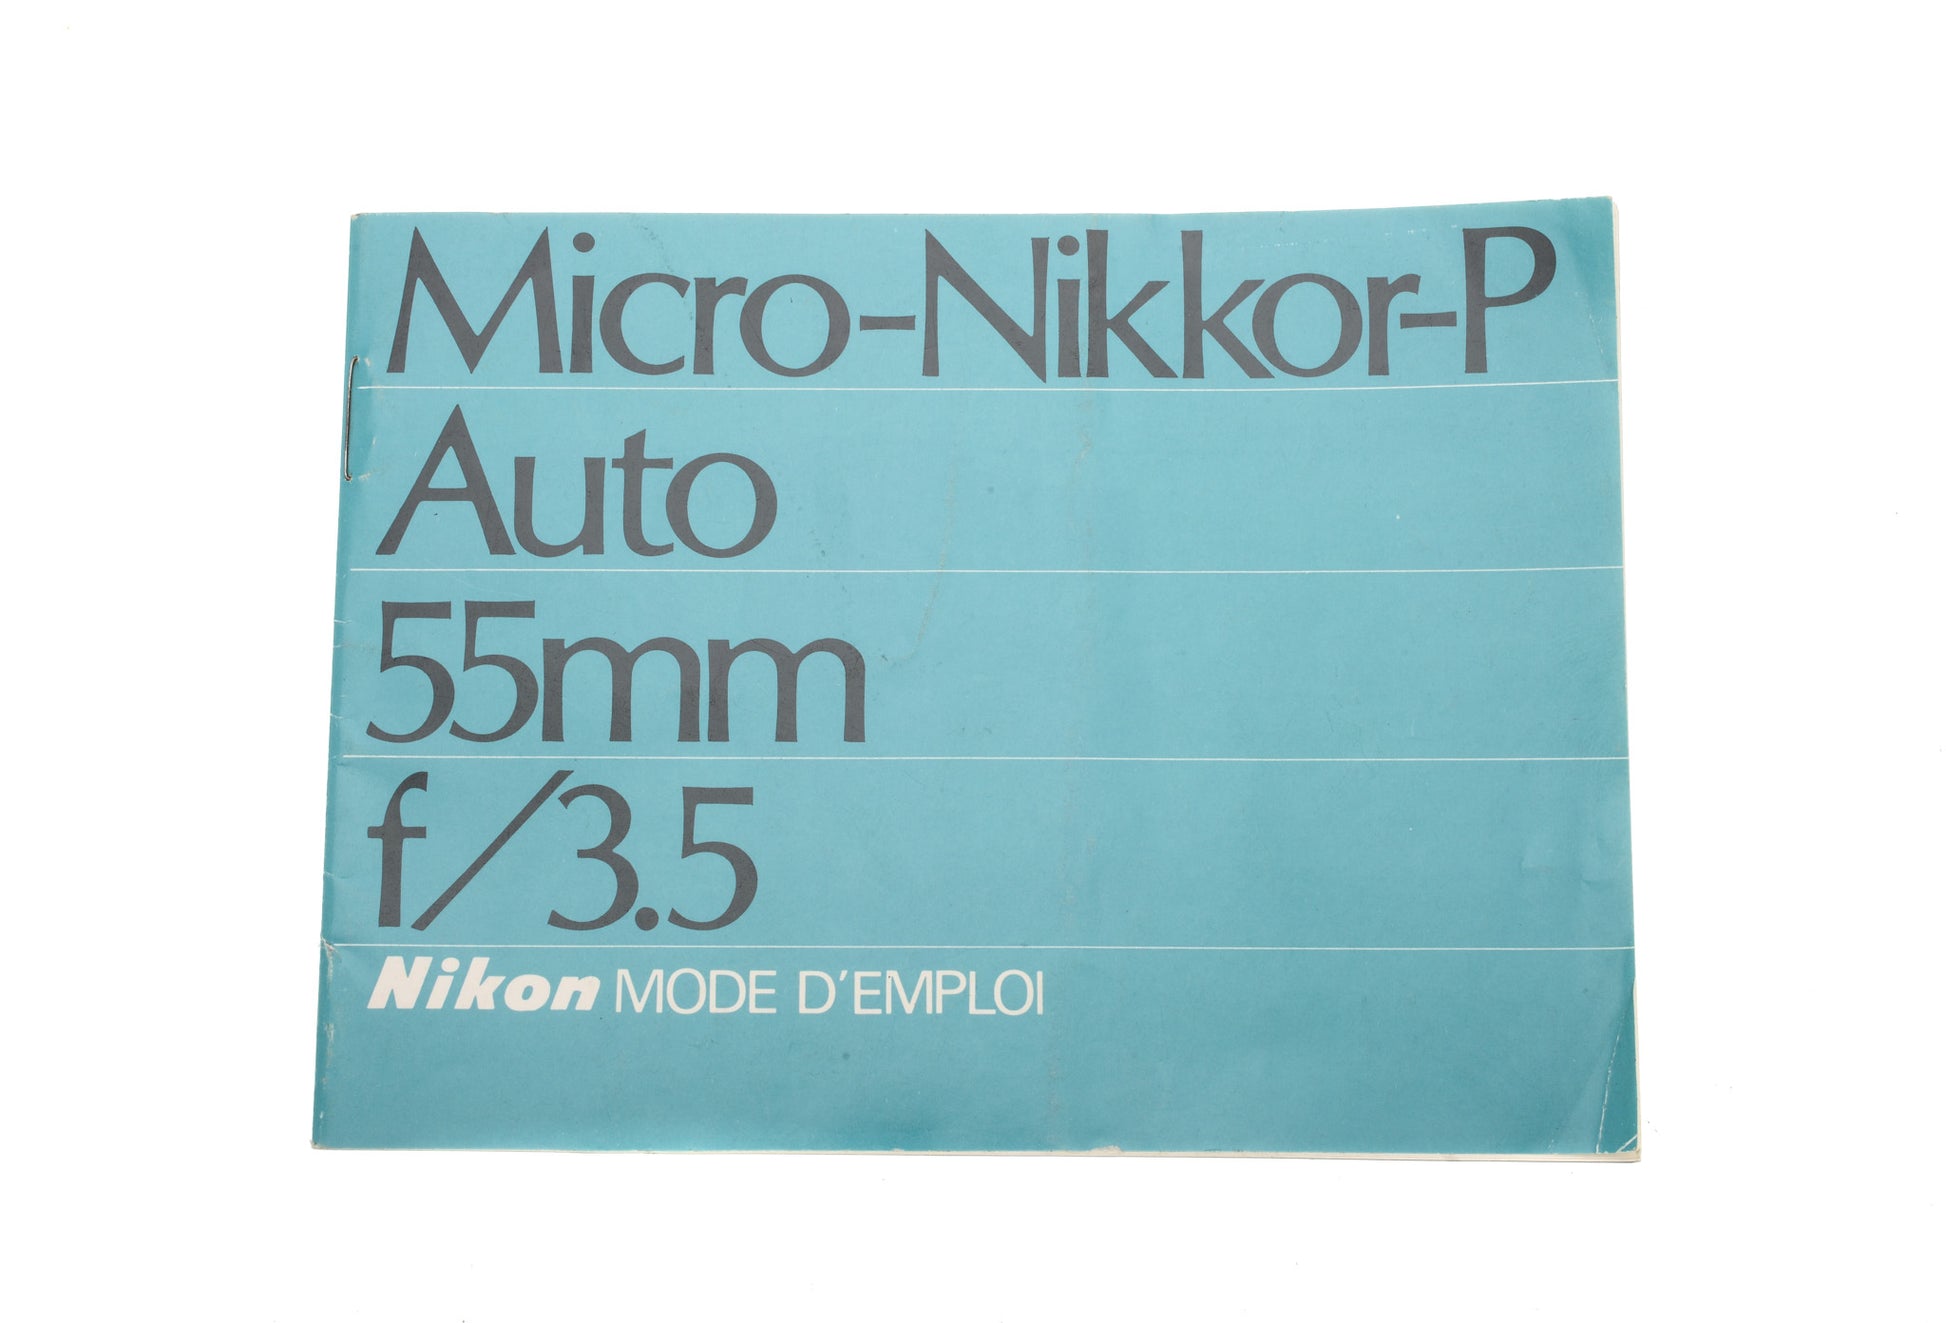 Micro-Nikkor-P
Auto
55mm
f/3.5
Nikon MODE D'EMPLOI